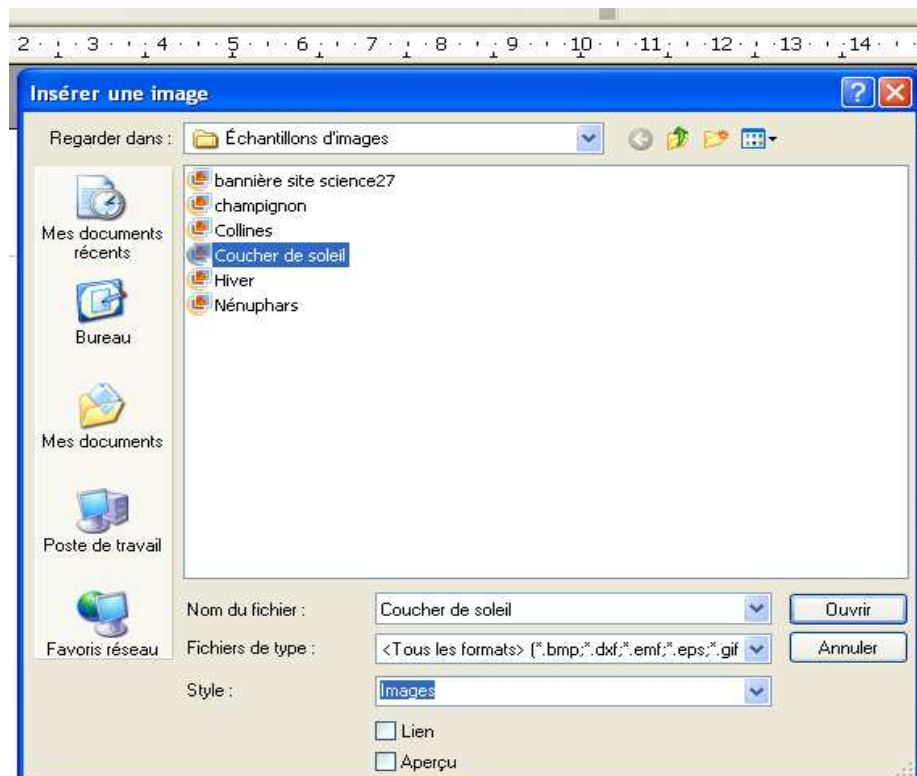 2 · 3 · 4 · 5 · 6 · 7 · 8 · 9 · 10 · 11 · 12 · 13 · 14
Insérer une image
Regarder dans : Échantillons d'images
bannière site science27
champignon
Collines
Coucher de soleil
Hiver
Nénuphars
Mes documents
récents
Bureau
Mes documents
Poste de travail
Favoris réseau
Nom du fichier : Coucher de soleil Ouvrir
Fichiers de type : <Tous les formats> (*.bmp;*.dxf;*.emf;*.eps;*.gif Annuler
Style : Images
Lien
Aperçu